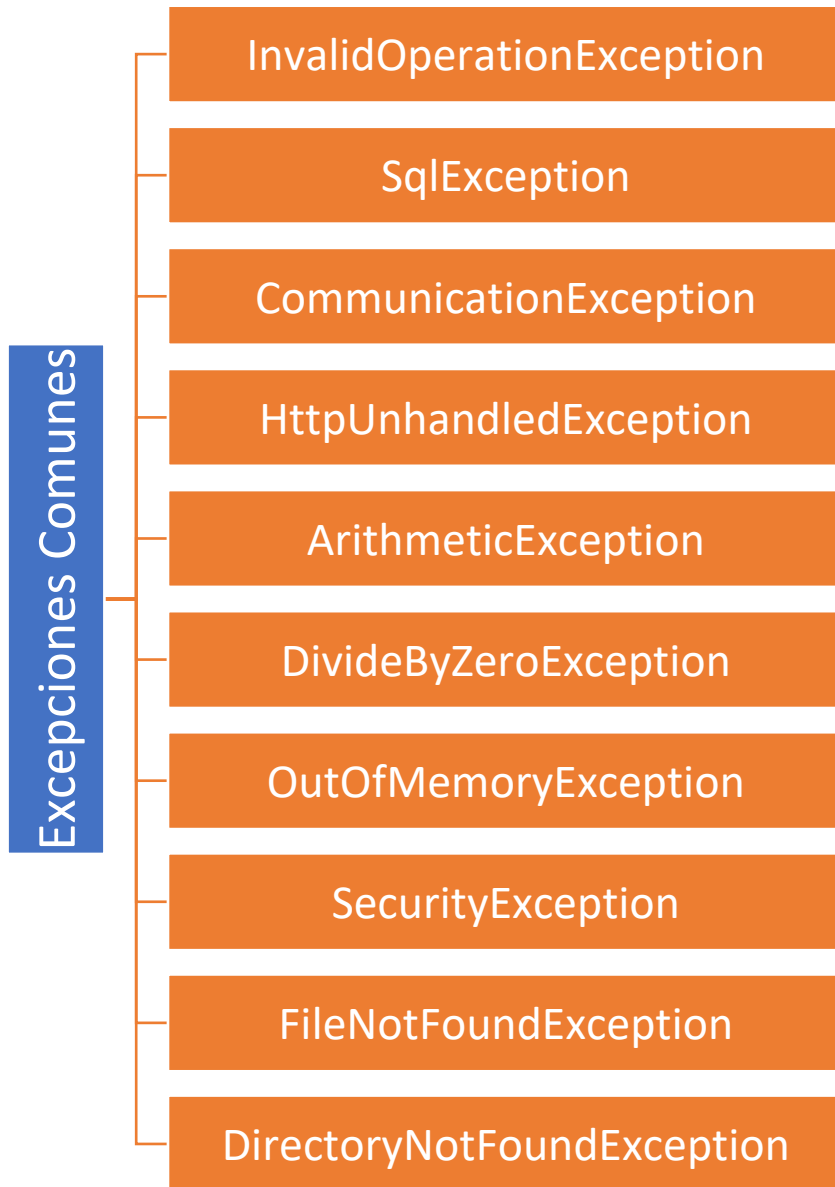 Excepciones Comunes
InvalidOperationException
SqlException
CommunicationException
HttpUnhandledException
ArithmeticException
DivideByZeroException
OutOfMemoryException
SecurityException
FileNotFoundException
DirectoryNotFoundException